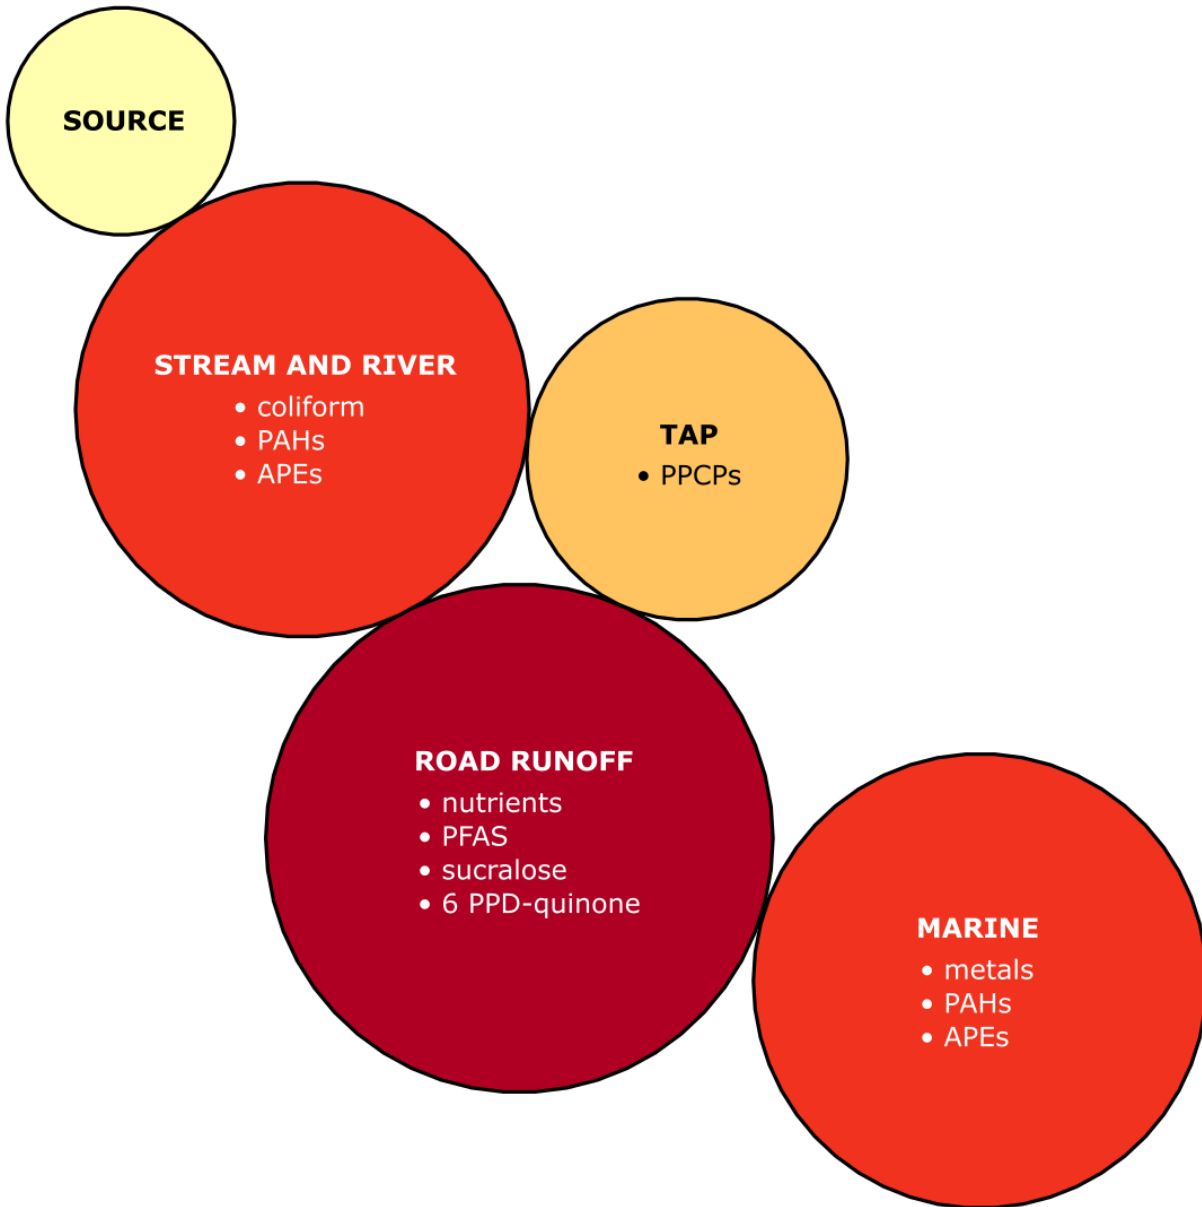 SOURCE
STREAM AND RIVER
• coliform
• PAHs
• APEs
TAP
• PPCPs
ROAD RUNOFF
• nutrients
• PFAS
• sucralose
• 6 PPD-quinone
MARINE
• metals
• PAHs
• APEs